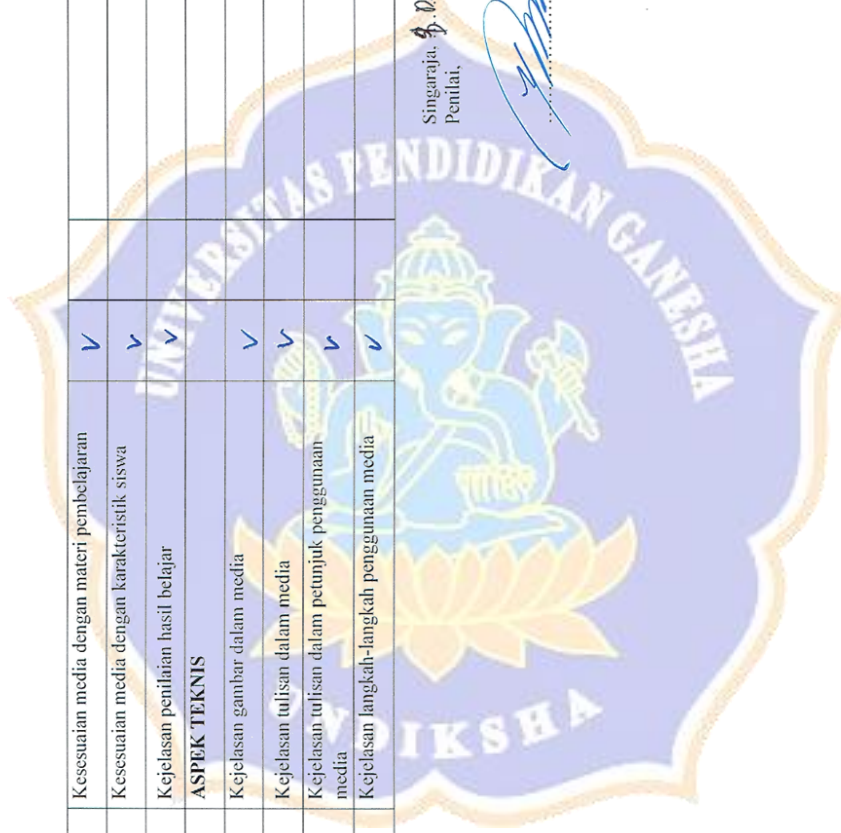 Kesesuaian media dengan materi pembelajaran
Kesesuaian media dengan karakteristik siswa
Kejelasan penilaian hasil belajar
ASPEK TEKNIS
Kejelasan gambar dalam media
Kejelasan tulisan dalam media
Kejelasan tulisan dalam petunjuk penggunaan
media
Kejelasan langkah-langkah penggunaan media
Singaraja,
Penilai,
UNIVERSITAS PENDIDIKAN GANESHA
UNDIKSHA